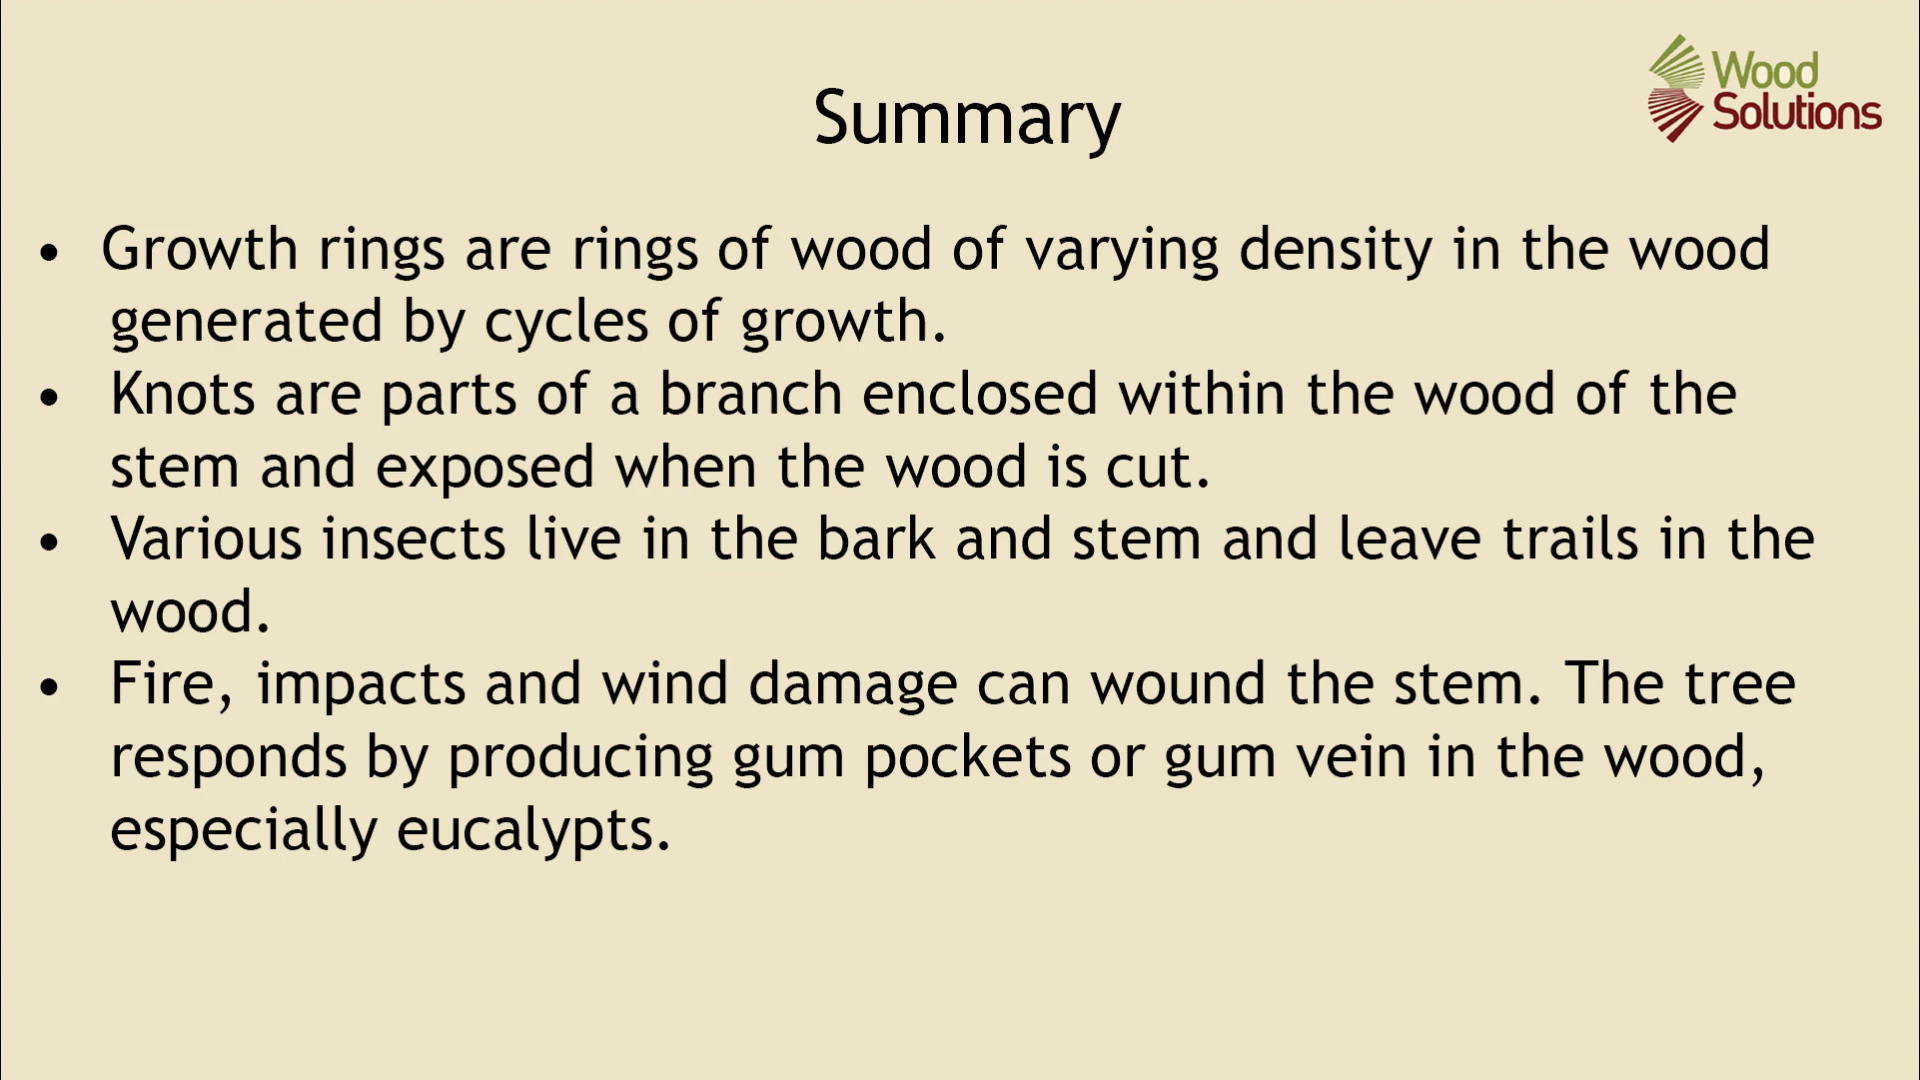 Wood
Solutions
Summary
• Growth rings are rings of wood of varying density in the wood
generated by cycles of growth.
• Knots are parts of a branch enclosed within the wood of the
stem and exposed when the wood is cut.
• Various insects live in the bark and stem and leave trails in the
wood.
• Fire, impacts and wind damage can wound the stem. The tree
responds by producing gum pockets or gum vein in the wood,
especially eucalypts.